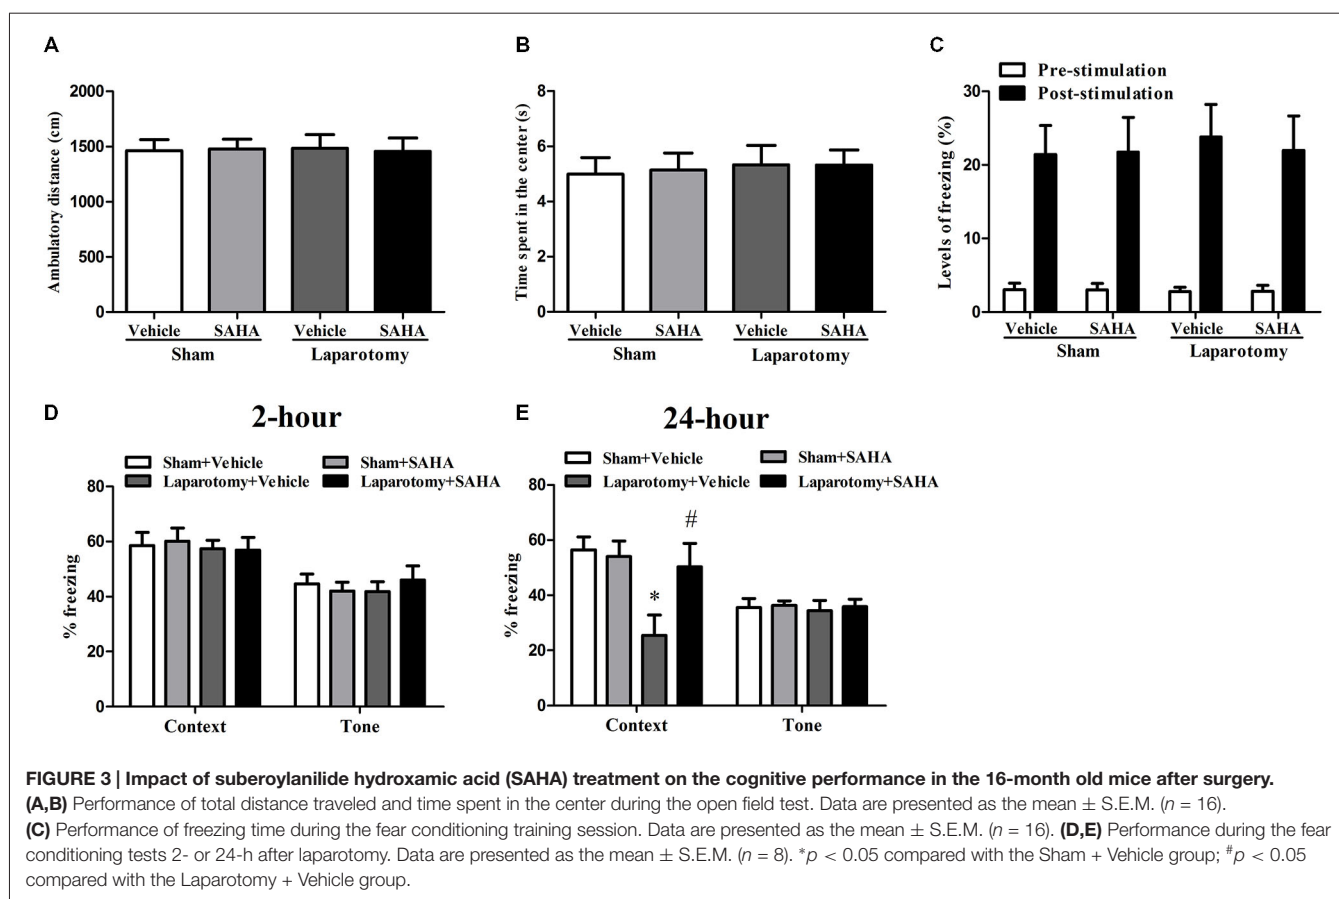 A
B
C
Pre-stimulation
Post-stimulation
2000
1500
1000
500
0
Ambulatory distance (cm)
Vehicle SAHA Vehicle SAHA
Sham Laparotomy
8
6
4
2
0
Time spent in the center (s)
Vehicle SAHA Vehicle SAHA
Sham Laparotomy
30
20
10
0
Levels of freezing (%)
Vehicle SAHA Vehicle SAHA
Sham Laparotomy
D
2-hour
Sham+Vehicle Sham+SAHA
Laparotomy+Vehicle Laparotomy+SAHA
80
60
40
20
0
% freezing
Context Tone
E
24-hour
Sham+Vehicle Sham+SAHA
Laparotomy+Vehicle Laparotomy+SAHA
80
60
40
20
0
% freezing
*
#
Context Tone
FIGURE 3 | Impact of suberoylanilide hydroxamic acid (SAHA) treatment on the cognitive performance in the 16-month old mice after surgery.
(A,B) Performance of total distance traveled and time spent in the center during the open field test. Data are presented as the mean ± S.E.M. (n = 16).
(C) Performance of freezing time during the fear conditioning training session. Data are presented as the mean ± S.E.M. (n = 16). (D,E) Performance during the fear
conditioning tests 2- or 24-h after laparotomy. Data are presented as the mean ± S.E.M. (n = 8). *p < 0.05 compared with the Sham + Vehicle group; #p < 0.05
compared with the Laparotomy + Vehicle group.